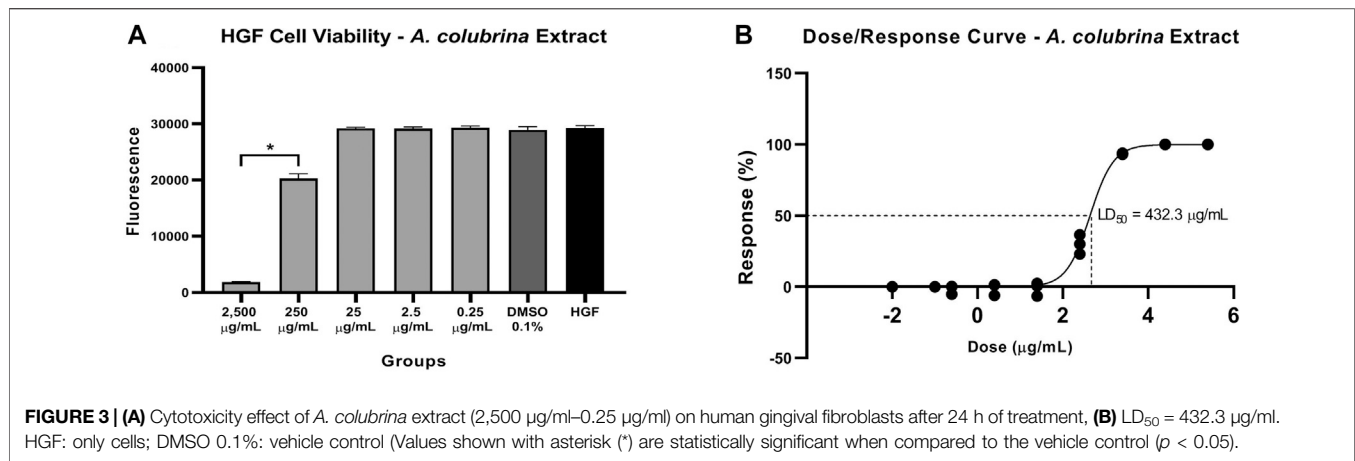 A
HGF Cell Viability - A. colubrina Extract
Fluorescence
40000
30000
20000
10000
0
*
2,500 μg/mL
250 μg/mL
25 μg/mL
2.5 μg/mL
0.25 μg/mL
DMSO 0.1%
HGF
Groups
B
Dose/Response Curve - A. colubrina Extract
Response (%)
150
100
50
0
-50
LD50 = 432.3 μg/mL
-2 0 2 4 6
Dose (μg/mL)
FIGURE 3 | (A) Cytotoxicity effect of A. colubrina extract (2,500 μg/ml–0.25 μg/ml) on human gingival fibroblasts after 24 h of treatment, (B) LD50 = 432.3 μg/ml.
HGF: only cells; DMSO 0.1%: vehicle control (Values shown with asterisk (*) are statistically significant when compared to the vehicle control (p < 0.05).